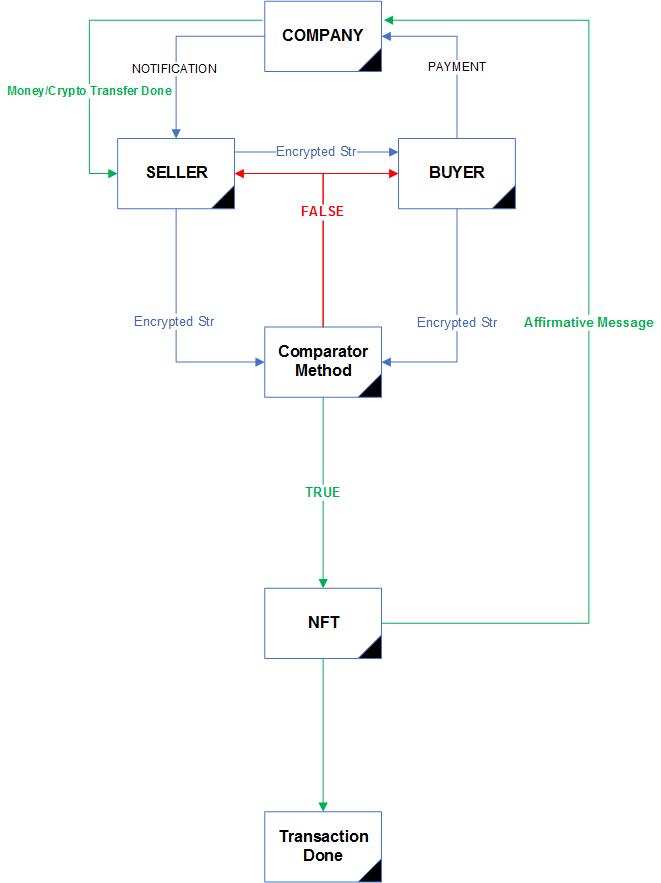 COMPANY
NOTIFICATION
PAYMENT
Money/Crypto Transfer Done
SELLER
Encrypted Str
BUYER
FALSE
Encrypted Str
Encrypted Str
Affirmative Message
Comparator
Method
TRUE
NFT
Transaction
Done